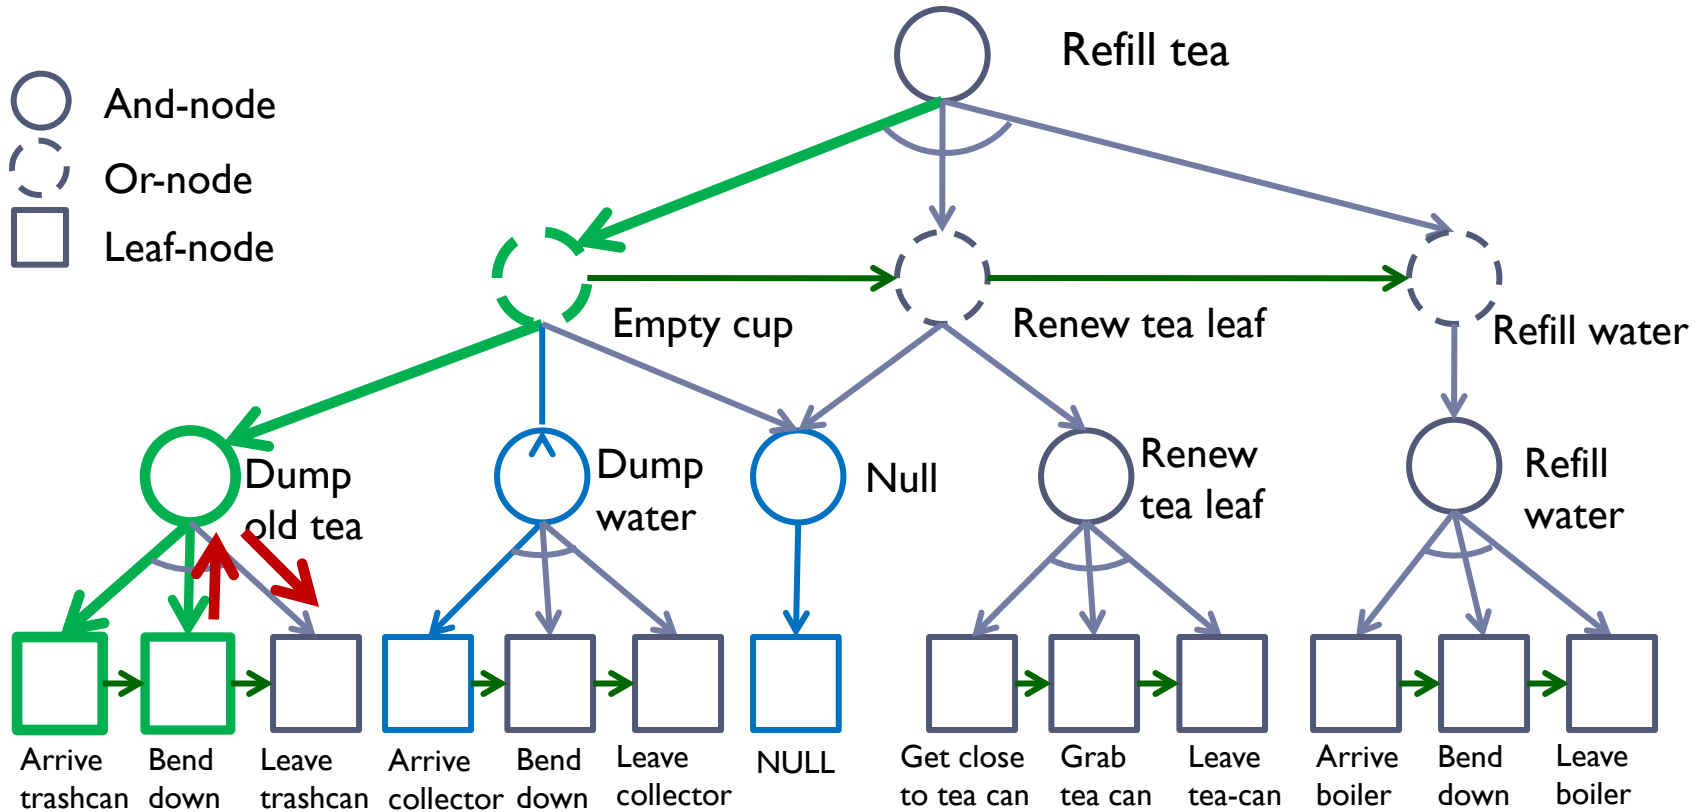 Refill tea
And-node
Or-node
Leaf-node
Empty cup
Renew tea leaf
Refill water
Dump
old tea
Dump
water
Null
Renew
tea leaf
Refill
water
Arrive
trashcan
Bend
down
Leave
trashcan
Arrive
collector
Bend
down
Leave
collector
NULL
Get close
to tea can
Grab
tea can
Leave
tea-can
Arrive
boiler
Bend
down
Leave
boiler